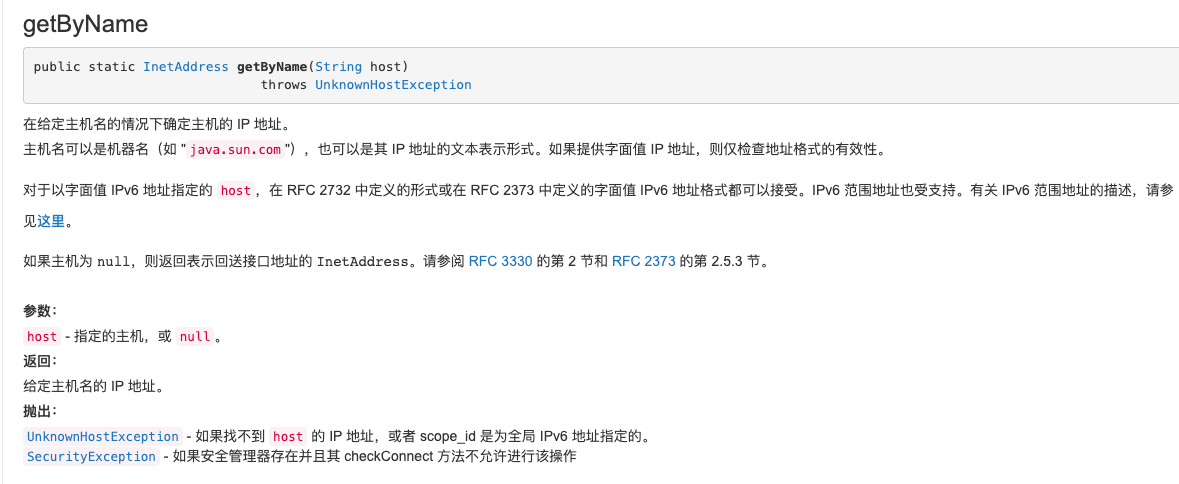 getByName
public static InetAddress getByName(String host)
throws UnknownHostException
在给定主机名的情况下确定主机的 IP 地址。
主机名可以是机器名（如 "java.sun.com"），也可以是其 IP 地址的文本表示形式。如果提供字面值 IP 地址，则仅检查地址格式的有效性。
对于以字面值 IPv6 地址指定的 host，在 RFC 2732 中定义的形式或在 RFC 2373 中定义的字面值 IPv6 地址格式都可以接受。IPv6 范围地址也受支持。有关 IPv6 范围地址的描述，请参
见这里。
如果主机为 null，则返回表示回送接口地址的 InetAddress。请参阅 RFC 3330 的第 2 节和 RFC 2373 的第 2.5.3 节。
参数：
host - 指定的主机，或 null。
返回：
给定主机名的 IP 地址。
抛出：
UnknownHostException - 如果找不到 host 的 IP 地址，或者 scope_id 是为全局 IPv6 地址指定的。
SecurityException - 如果安全管理器存在并且其 checkConnect 方法不允许进行该操作